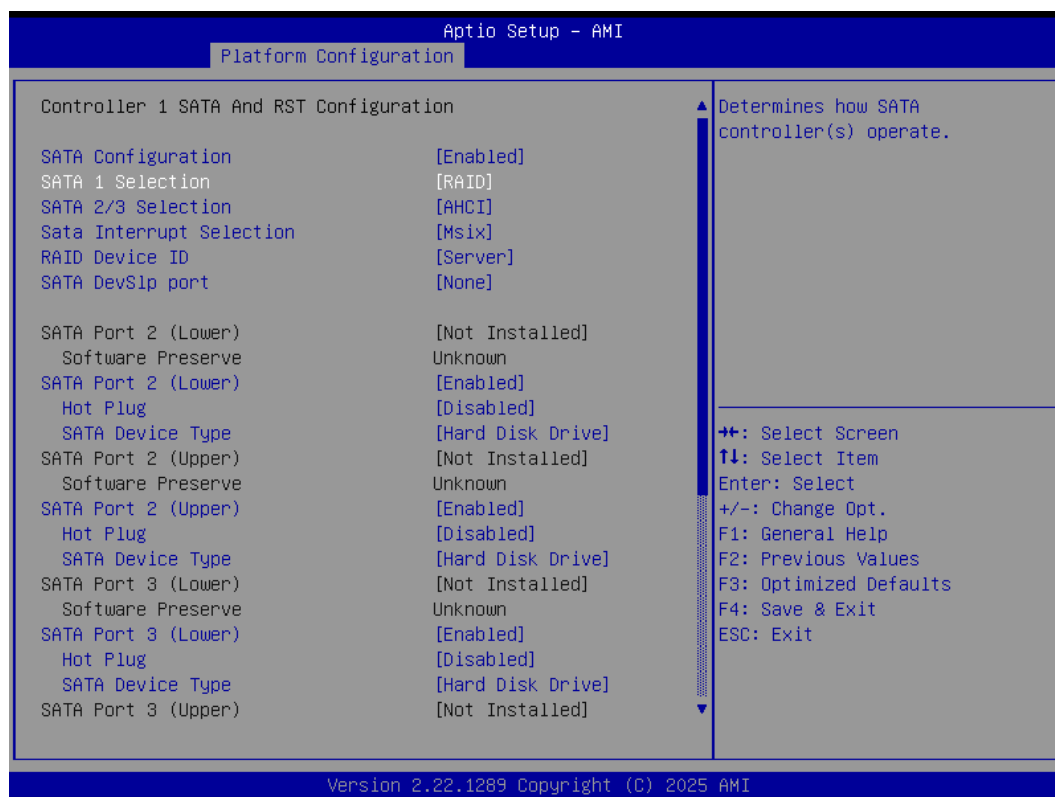 Aptio Setup – AMI
Platform Configuration
Controller 1 SATA And RST Configuration
SATA Configuration [Enabled]
SATA 1 Selection [RAID]
SATA 2/3 Selection [AHCI]
Sata Interrupt Selection [Msix]
RAID Device ID [Server]
SATA DevSlp port [None]
SATA Port 2 (Lower) [Not Installed]
Software Preserve Unknown
SATA Port 2 (Lower) [Enabled]
Hot Plug [Disabled]
SATA Device Type [Hard Disk Drive]
SATA Port 2 (Upper) [Not Installed]
Software Preserve Unknown
SATA Port 2 (Upper) [Enabled]
Hot Plug [Disabled]
SATA Device Type [Hard Disk Drive]
SATA Port 3 (Lower) [Not Installed]
Software Preserve Unknown
SATA Port 3 (Lower) [Enabled]
Hot Plug [Disabled]
SATA Device Type [Hard Disk Drive]
SATA Port 3 (Upper) [Not Installed]
Determines how SATA
controller(s) operate.
→←: Select Screen
↑↓: Select Item
Enter: Select
+/-: Change Opt.
F1: General Help
F2: Previous Values
F3: Optimized Defaults
F4: Save & Exit
ESC: Exit
Version 2.22.1289 Copyright (C) 2025 AMI